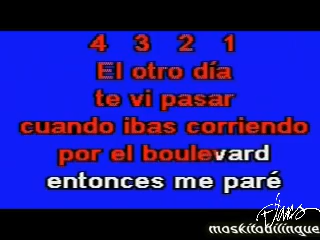 4 3 2 1
El otro día
te vi pasar
cuando ibas corriendo
por el boulevard
entonces me paré
maskitabilinque